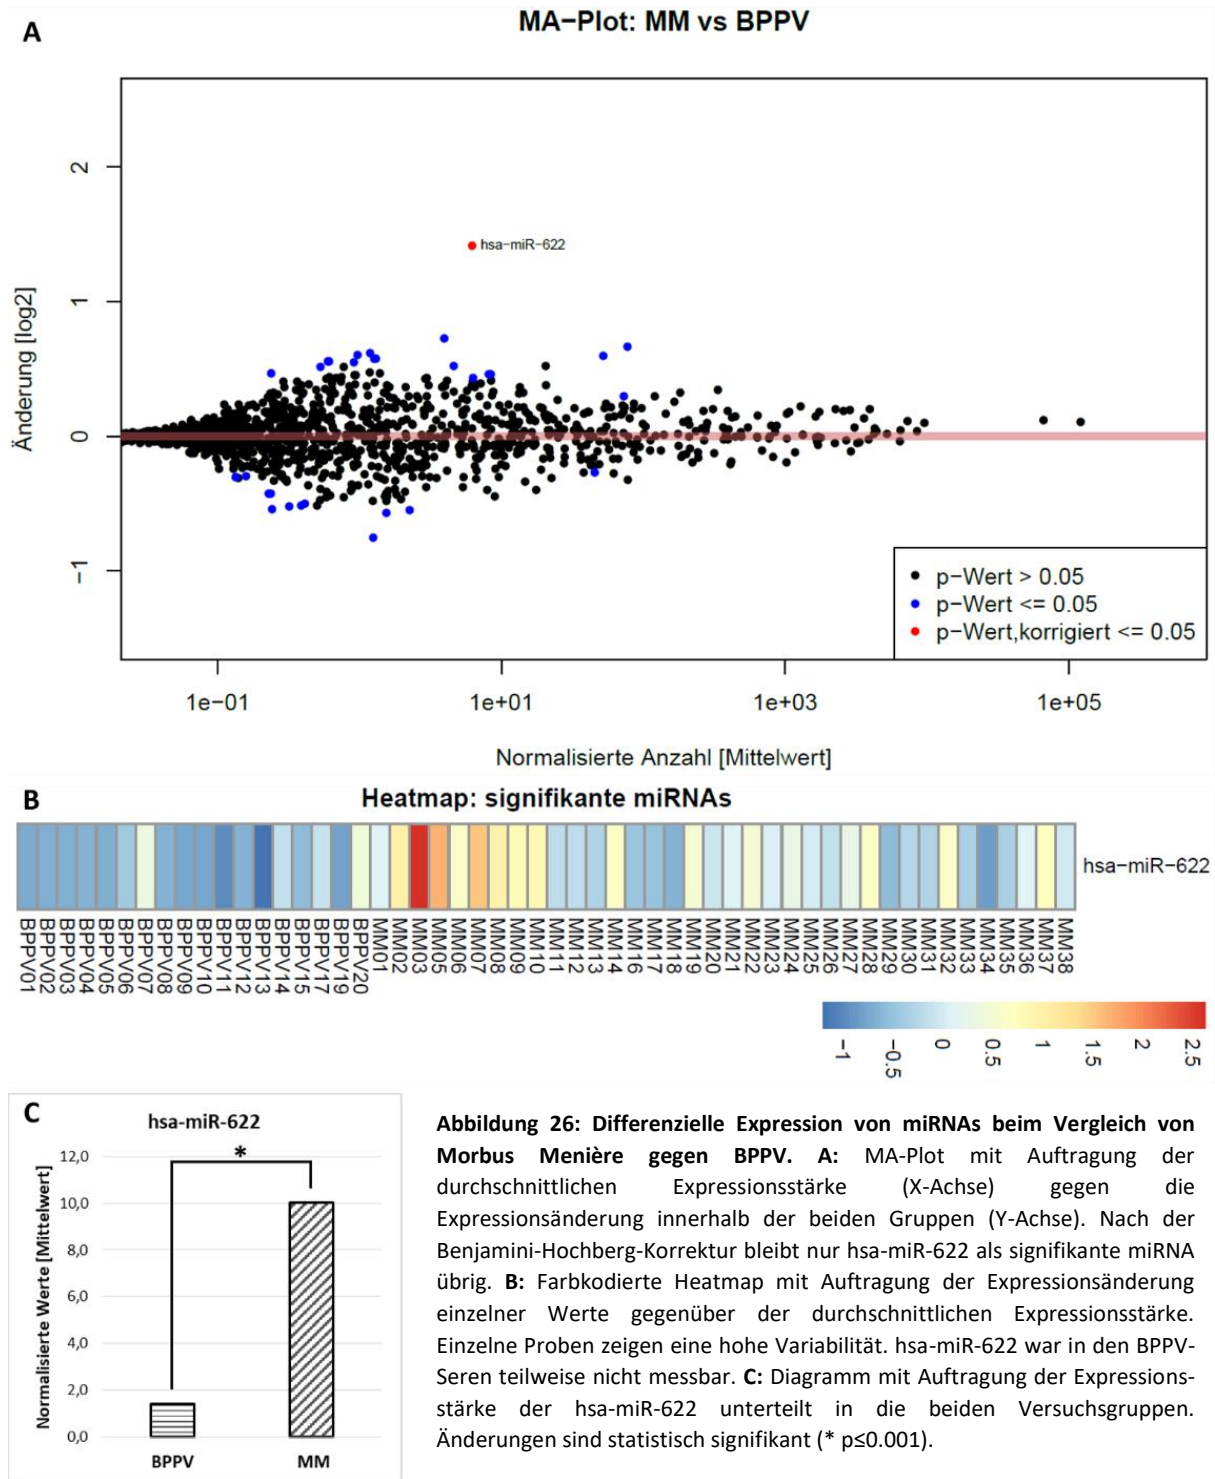 A
MA−Plot: MM vs BPPV
Änderung [log2]
2
1
0
−1
hsa−miR−622
p−Wert > 0.05
p−Wert <= 0.05
p−Wert,korrigiert <= 0.05
1e−01 1e+01 1e+03 1e+05
Normalisierte Anzahl [Mittelwert]
B
Heatmap: signifikante miRNAs
hsa−miR−622
BPPV01 BPPV02 BPPV03 BPPV04 BPPV05 BPPV06 BPPV07 BPPV08 BPPV09 BPPV10 BPPV11 BPPV12 BPPV13 BPPV14 BPPV15 BPPV17 BPPV19 BPPV20 MM01 MM02 MM03 MM05 MM06 MM07 MM08 MM09 MM10 MM11 MM12 MM13 MM14 MM16 MM17 MM18 MM19 MM20 MM21 MM22 MM23 MM24 MM25 MM26 MM27 MM28 MM29 MM30 MM31 MM32 MM33 MM34 MM35 MM36 MM37 MM38
−1 −0.5 0 0.5 1 1.5 2 2.5
C
hsa-miR-622
Normalisierte Werte [Mittelwert]
12,0
10,0
8,0
6,0
4,0
2,0
0,0
*
BPPV MM
Abbildung 26: Differenzielle Expression von miRNAs beim Vergleich von
Morbus Menière gegen BPPV. A: MA-Plot mit Auftragung der
durchschnittlichen Expressionsstärke (X-Achse) gegen die
Expressionsänderung innerhalb der beiden Gruppen (Y-Achse). Nach der
Benjamini-Hochberg-Korrektur bleibt nur hsa-miR-622 als signifikante miRNA
übrig. B: Farbkodierte Heatmap mit Auftragung der Expressionsänderung
einzelner Werte gegenüber der durchschnittlichen Expressionsstärke.
Einzelne Proben zeigen eine hohe Variabilität. hsa-miR-622 war in den BPPV-
Seren teilweise nicht messbar. C: Diagramm mit Auftragung der Expressions-
stärke der hsa-miR-622 unterteilt in die beiden Versuchsgruppen.
Änderungen sind statistisch signifikant (* p≤0.001).